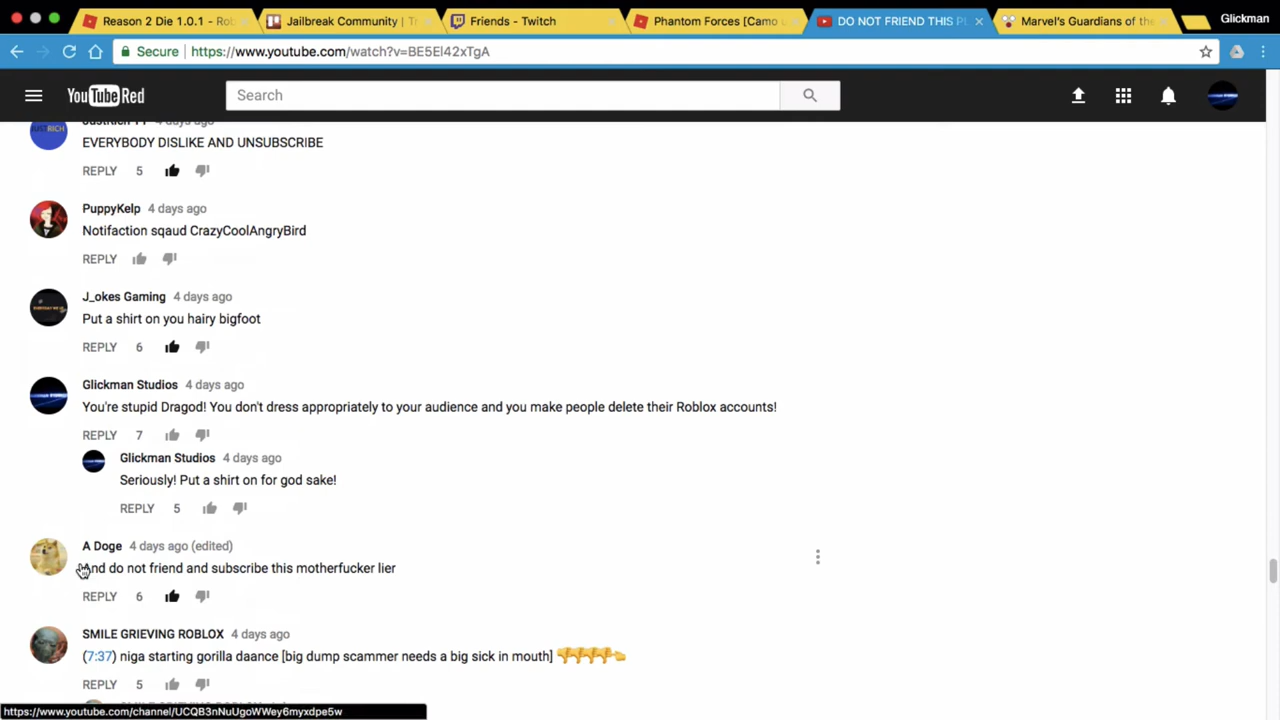 Glickman
Reason 2 Die 1.0.1 - Rob
Jailbreak Community | Tr
Friends - Twitch
Phantom Forces [Camo u
DO NOT FRIEND THIS PL
Marvel's Guardians of the
Secure
https://www.youtube.com/watch?v=BE5El42xTgA
YouTube Red
Search
JustRich YT 4 days ago
JUSTRICH
EVERYBODY DISLIKE AND UNSUBSCRIBE
REPLY 5
PuppyKelp 4 days ago
Notifaction sqaud CrazyCoolAngryBird
REPLY
J_okes Gaming 4 days ago
Put a shirt on you hairy bigfoot
REPLY 6
Glickman Studios 4 days ago
You're stupid Dragod! You don't dress appropriately to your audience and you make people delete their Roblox accounts!
REPLY 7
Glickman Studios 4 days ago
Seriously! Put a shirt on for god sake!
REPLY 5
A Doge 4 days ago (edited)
And do not friend and subscribe this motherfucker lier
REPLY 6
SMILE GRIEVING ROBLOX 4 days ago
(7:37) niga starting gorilla daance [big dump scammer needs a big sick in mouth]
REPLY 5
https://www.youtube.com/channel/UCQB3nNuUgoWWey6myxdpe5w